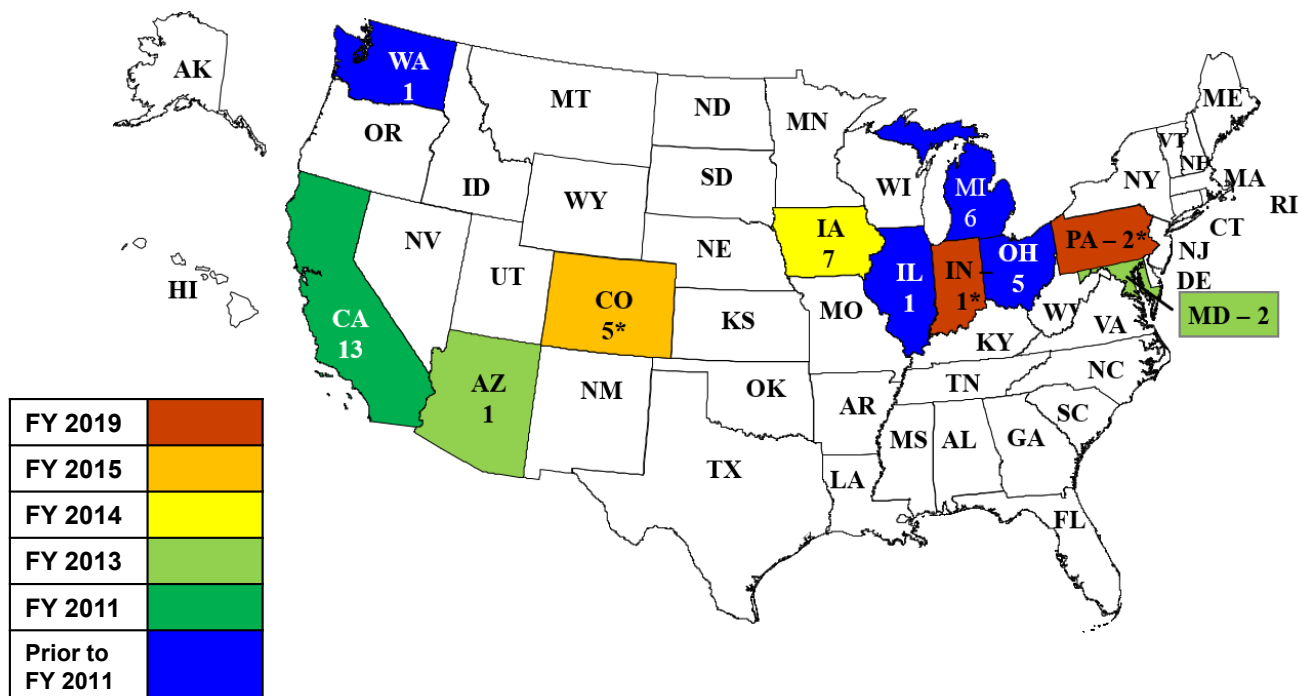 AK
WA
1
MT
ND
MN
ME
VT
NH
OR
ID
SD
WI
MI
6
NY
MA
RI
WY
CT
IA
7
PA – 2*
NV
NE
NJ
UT
IL
1
IN –
1*
OH
5
DE
HI
CO
5*
MD – 2
CA
13
KS
MO
WV
VA
KY
AZ
1
NM
OK
TN
NC
AR
SC
MS
AL
GA
TX
LA
FL
FY 2019
FY 2015
FY 2014
FY 2013
FY 2011
Prior to
FY 2011